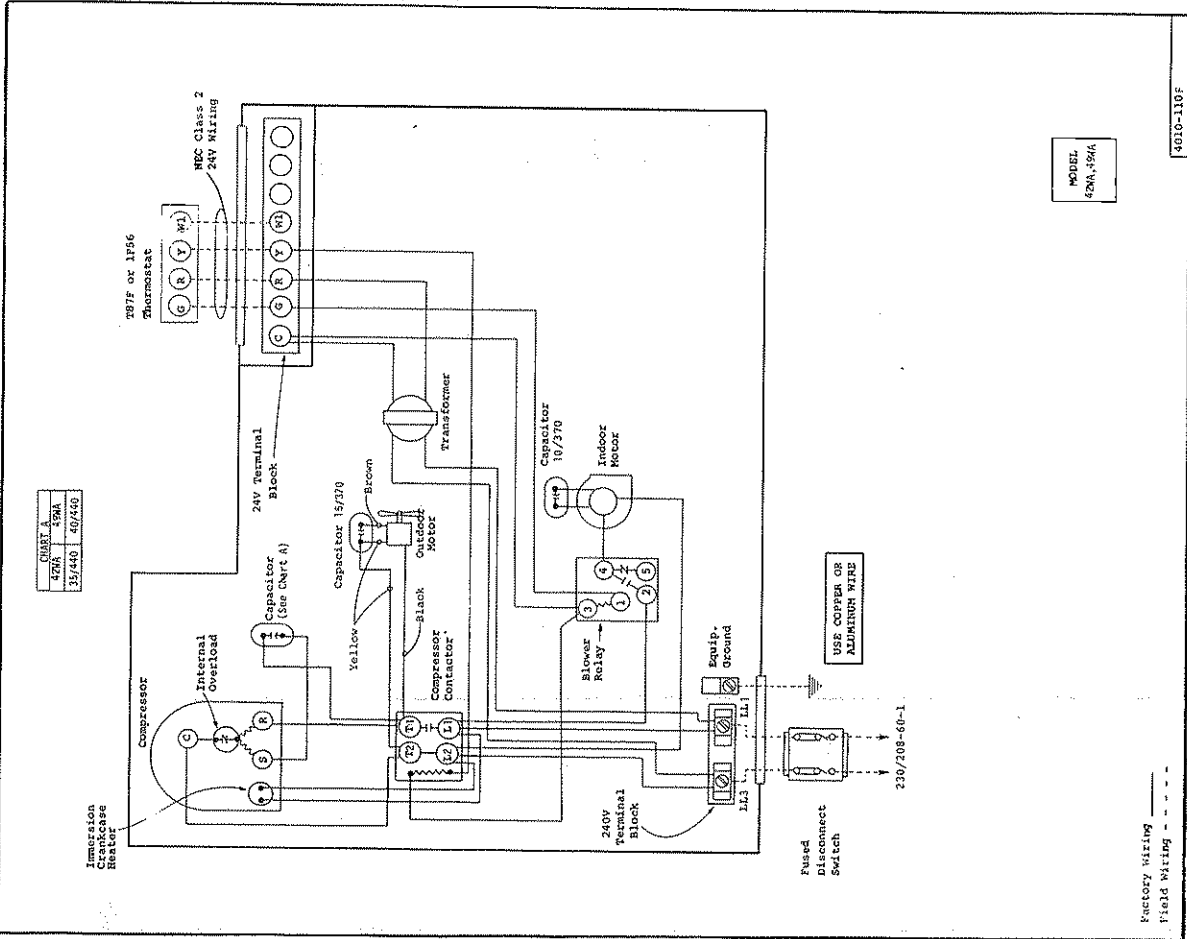 CHART A
42WA 49WA
35/440 40/440
T87F or 1F56
Thermostat
G R Y W1
NEC Class 2
24V Wiring
C G R Y W1
24V Terminal
Block
Transformer
Compressor
Internal
Overload
C
S R
Immersion
Crankcase
Heater
Capacitor
(See Chart A)
Capacitor 15/370
Brown
Yellow
Outdoor
Motor
Black
Compressor
Contactor
T2 T1
L2 L1
Capacitor
10/370
Indoor
Motor
Blower
Relay
3 1 4 2 5
240V
Terminal
Block
Equip.
Ground
LL3 LL1
Fused
Disconnect
Switch
230/208-60-1
USE COPPER OR
ALUMINUM WIRE
MODEL
42WA,49WA
Factory Wiring
Field Wiring - - - - -
4010-110F